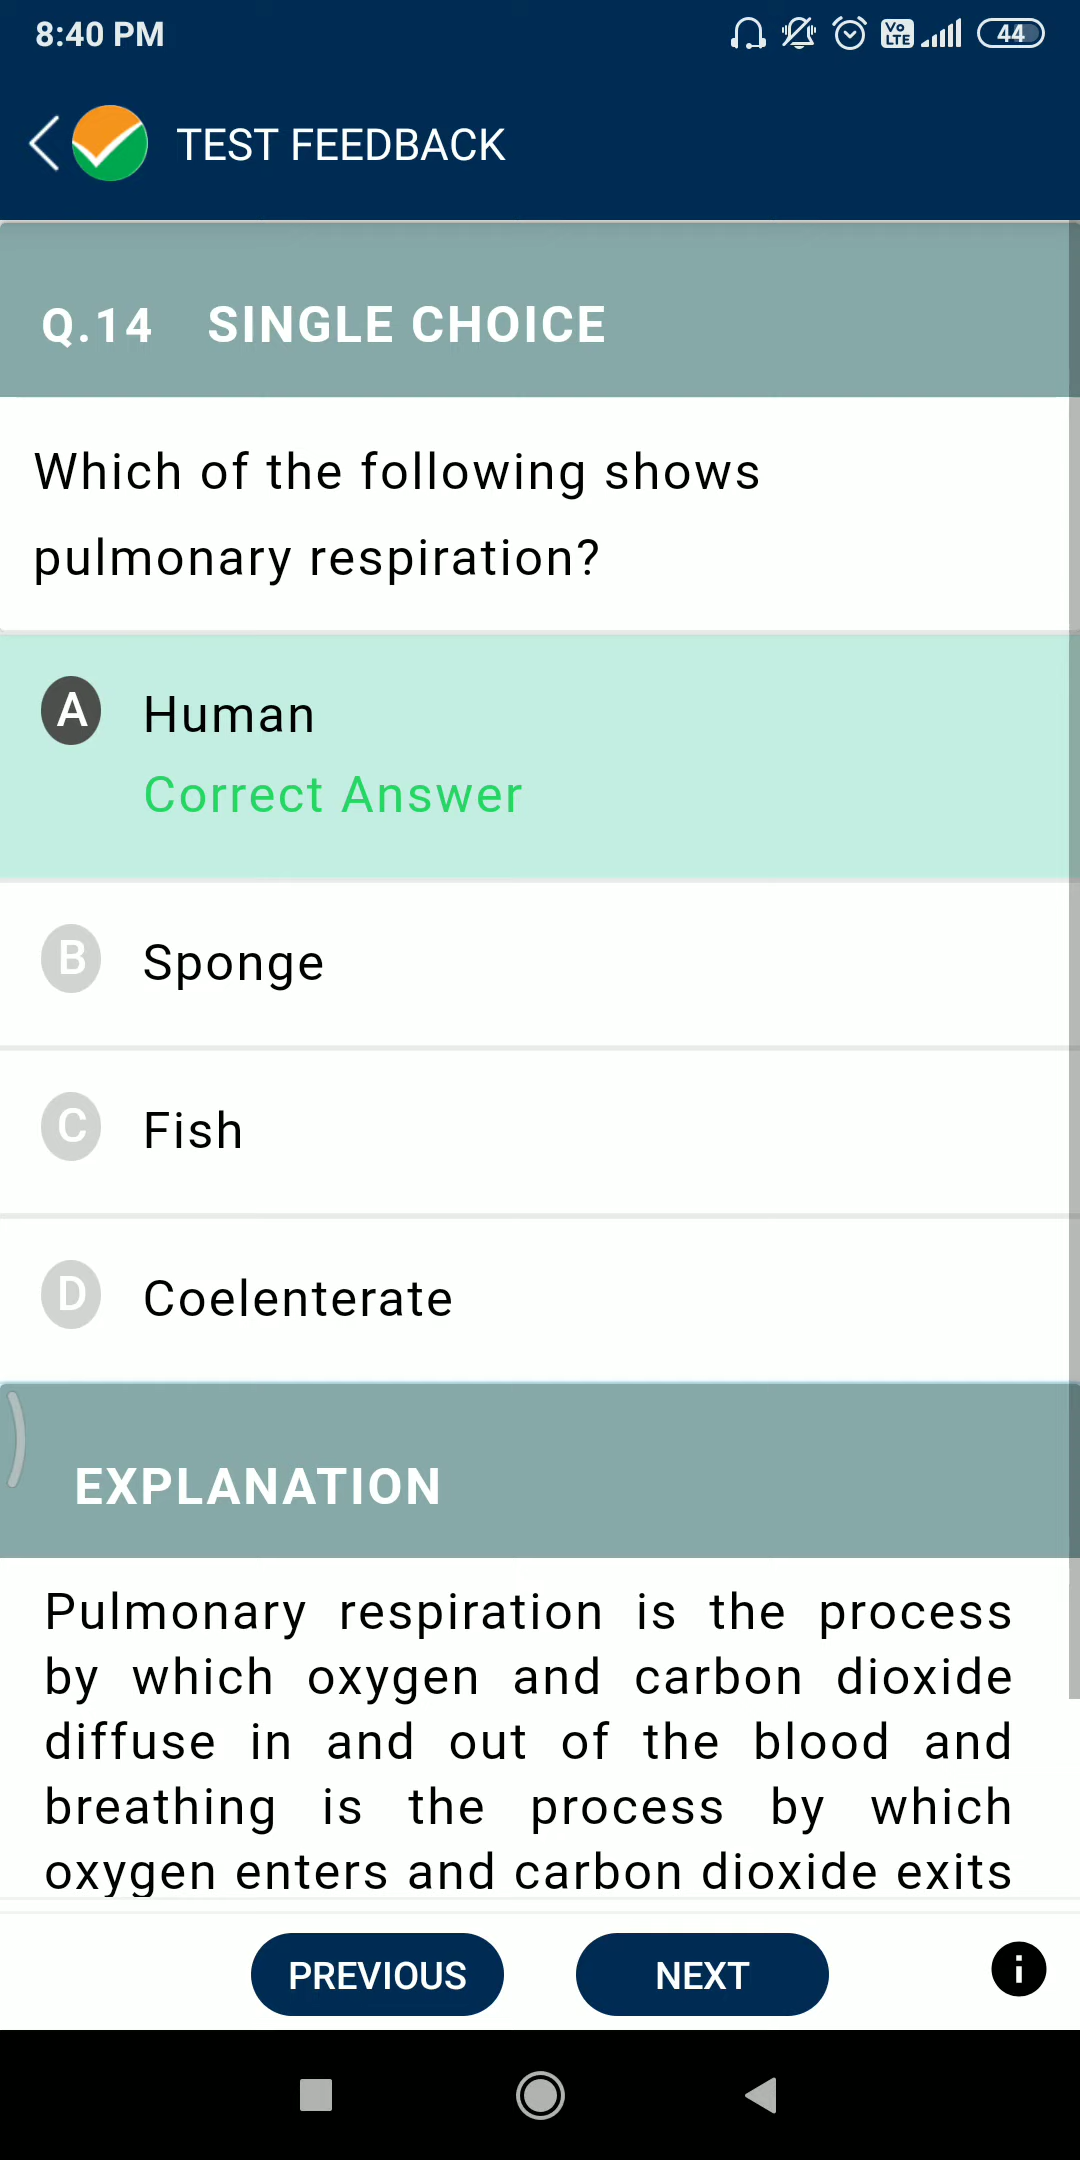 8:40 PM
Vo LTE
44
TEST FEEDBACK
Q.14 SINGLE CHOICE
Which of the following shows
pulmonary respiration?
A Human
Correct Answer
B Sponge
C Fish
D Coelenterate
EXPLANATION
Pulmonary respiration is the process
by which oxygen and carbon dioxide
diffuse in and out of the blood and
breathing is the process by which
oxygen enters and carbon dioxide exits
PREVIOUS NEXT i